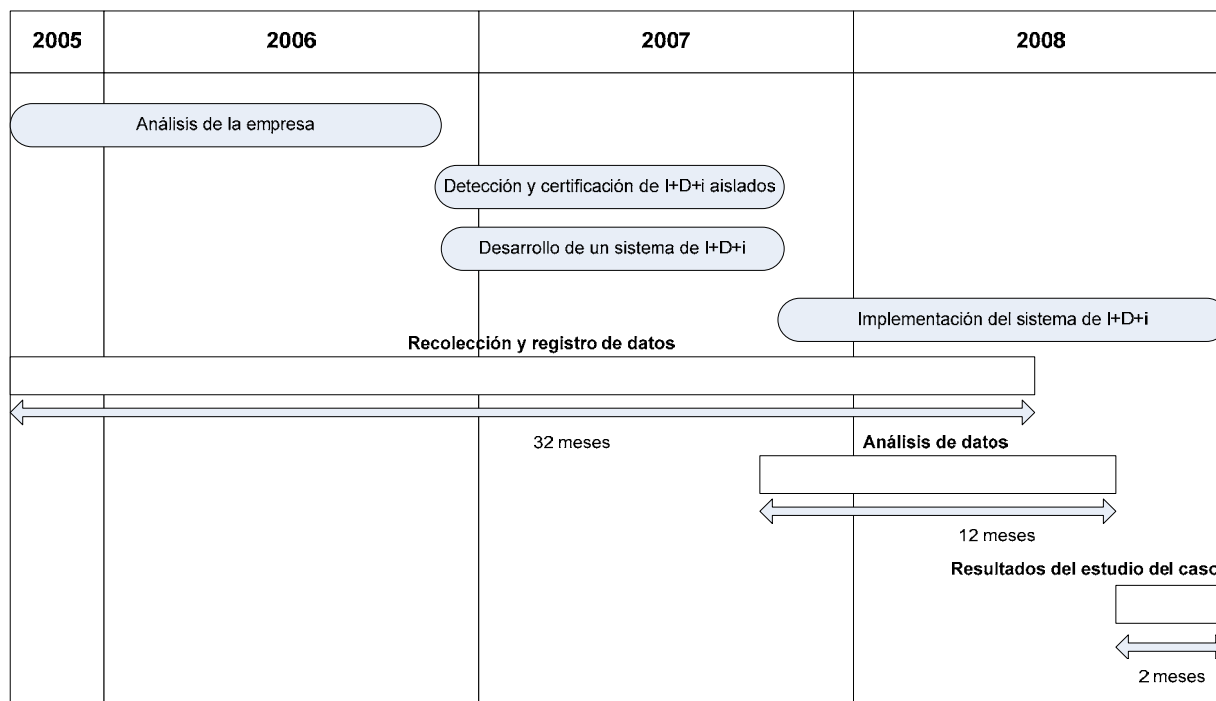 2005 2006 2007 2008
Análisis de la empresa
Detección y certificación de I+D+i aislados
Desarrollo de un sistema de I+D+i
Implementación del sistema de I+D+i
Recolección y registro de datos
32 meses
Análisis de datos
12 meses
Resultados del estudio del caso
2 meses